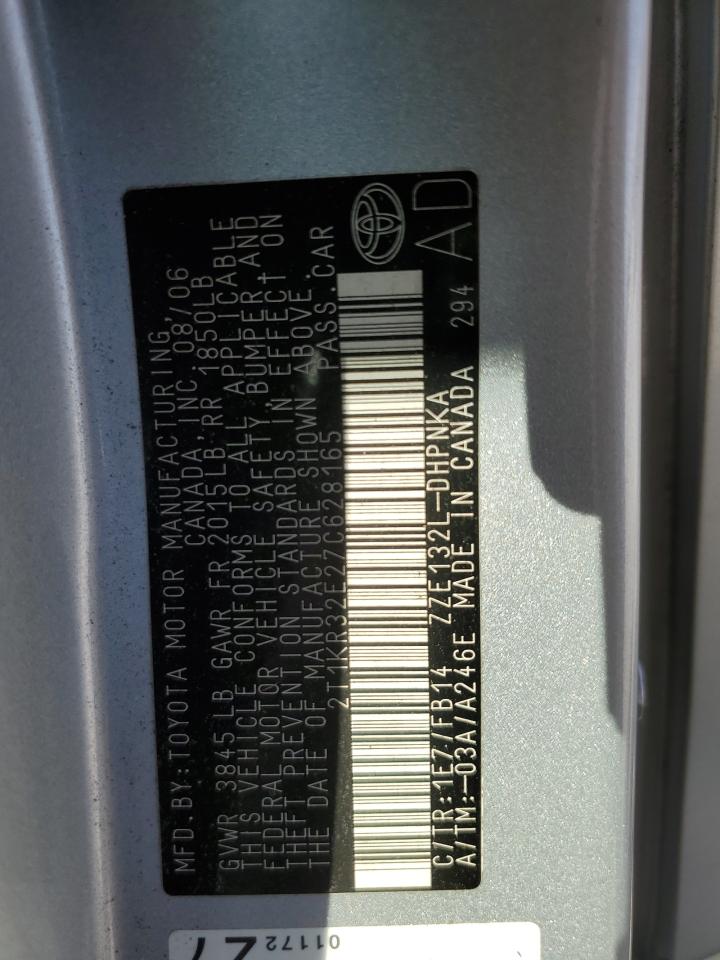 MFD.BY:TOYOTA MOTOR MANUFACTURING
CANADA, INC. 08/06
GVWR 3845LB GAWR FR 2015LB RR 1850LB
THIS VEHICLE CONFORMS TO ALL APPLICABLE
FEDERAL MOTOR VEHICLE SAFETY, BUMPER, AND
THEFT PREVENTION STANDARDS IN EFFECT ON
THE DATE OF MANUFACTURE SHOWN ABOVE.
2T1KR32E27C628165 PASS.CAR
C/TR:1E7/FB14 ZZE132L-DHPNKA
A/TM:-03A/A246E MADE IN CANADA 294
AD
01172